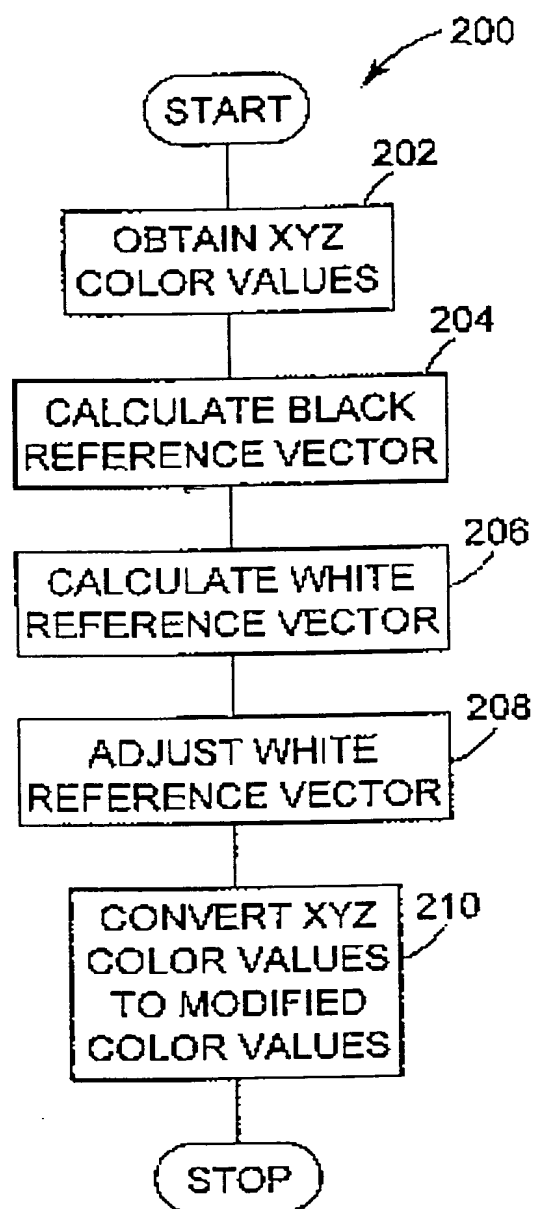 200
START
202
OBTAIN XYZ
COLOR VALUES
204
CALCULATE BLACK
REFERENCE VECTOR
206
CALCULATE WHITE
REFERENCE VECTOR
208
ADJUST WHITE
REFERENCE VECTOR
210
CONVERT XYZ
COLOR VALUES
TO MODIFIED
COLOR VALUES
STOP